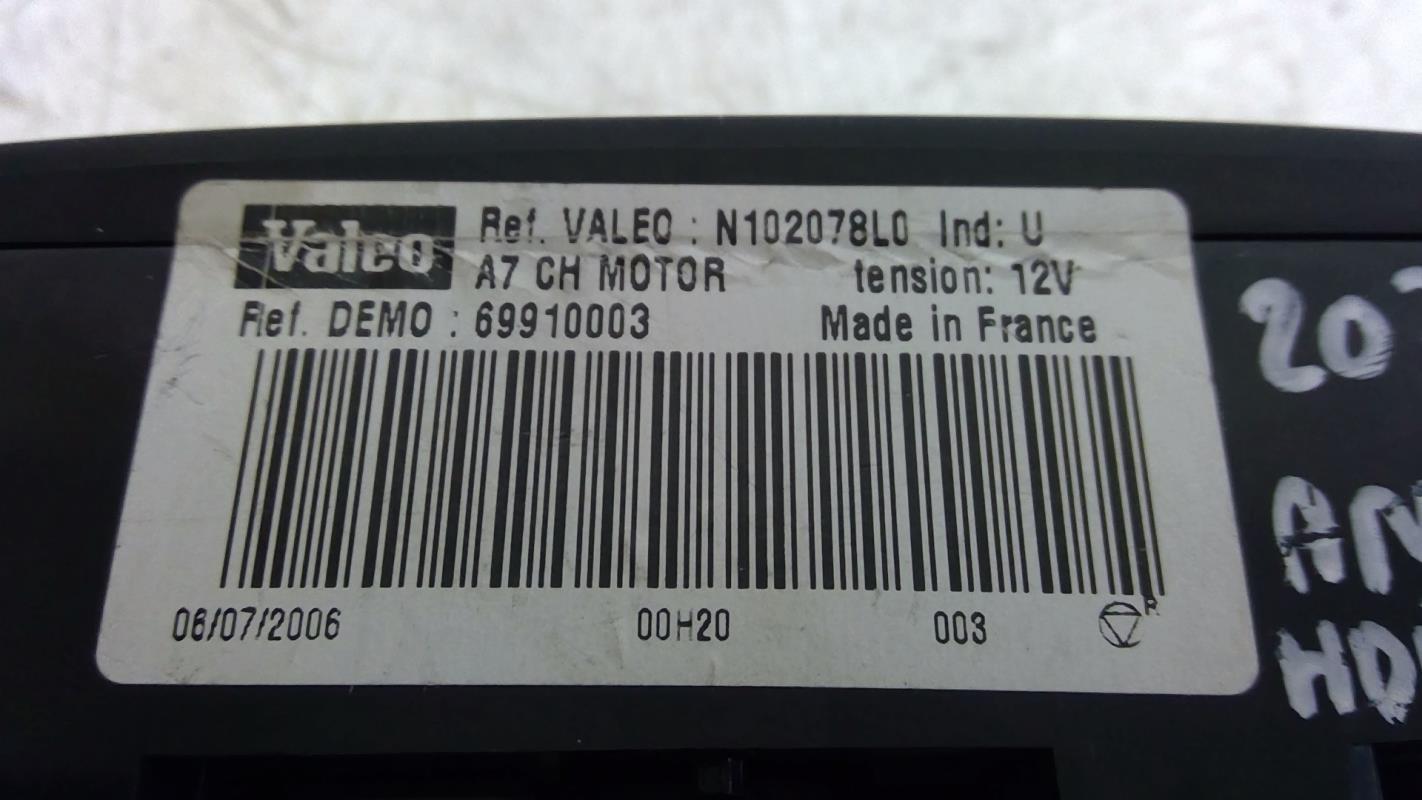 Valeo
Ref. VALEO : N102078L0 Ind: U
A7 CH MOTOR tension: 12V
Ref. DEMO : 69910003 Made in France
06/07/2006 00H20 003 R
20